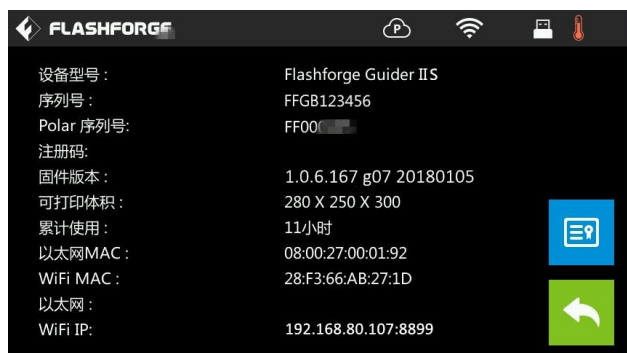 FLASHFORGE
设备型号 : Flashforge Guider IIS
序列号 : FFGB123456
Polar 序列号: FF00
注册码:
固件版本 : 1.0.6.167 g07 20180105
可打印体积 : 280 X 250 X 300
累计使用 : 11小时
以太网MAC : 08:00:27:00:01:92
WiFi MAC : 28:F3:66:AB:27:1D
以太网 :
WiFi IP: 192.168.80.107:8899